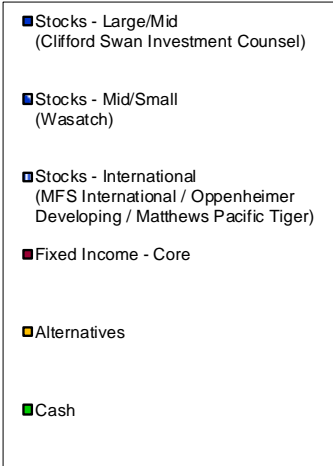 Stocks - Large/Mid
(Clifford Swan Investment Counsel)
Stocks - Mid/Small
(Wasatch)
Stocks - International
(MFS International / Oppenheimer
Developing / Matthews Pacific Tiger)
Fixed Income - Core
Alternatives
Cash